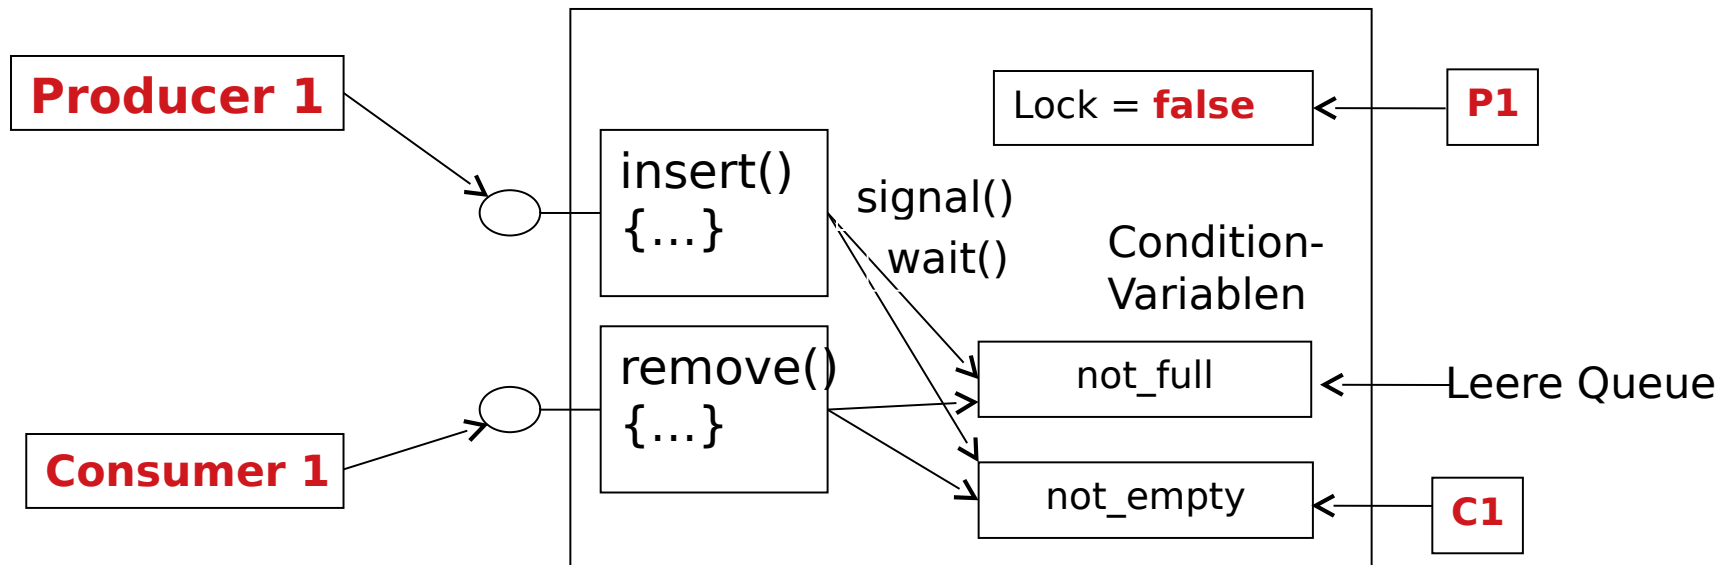 Producer 1
insert()
{...}
Lock = false
P1
signal()
wait()
Condition-
Variablen
remove()
{...}
not_full
Leere Queue
Consumer 1
not_empty
C1